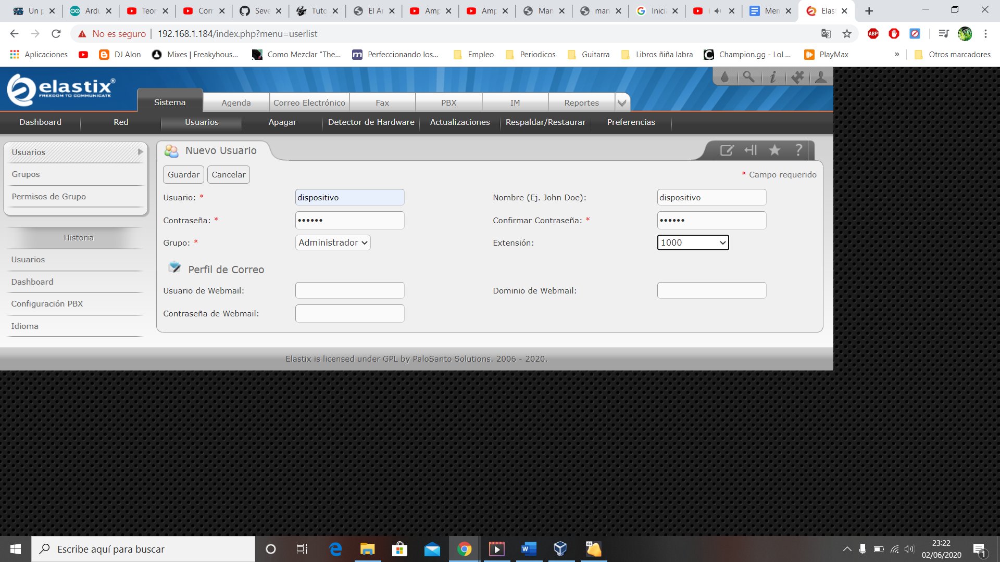 Un p
Ardu
Teor
Corr
Seve
Tuto
El A
Amp
Amp
Man
man
Inicia
Men
Elas
No es seguro
192.168.1.184/index.php?menu=userlist
ABP
Aplicaciones
DJ Alon
Mixes | Freakyhous...
Como Mezclar "The...
Perfeccionando los...
Empleo
Periodicos
Guitarra
Libros ñiña labra
Champion.gg - LoL...
PlayMax
»
Otros marcadores
elastix®
FREEDOM TO COMMUNICATE
Sistema
Agenda
Correo Electrónico
Fax
PBX
IM
Reportes
Dashboard
Red
Usuarios
Apagar
Detector de Hardware
Actualizaciones
Respaldar/Restaurar
Preferencias
Usuarios
Grupos
Permisos de Grupo
Historia
Usuarios
Dashboard
Configuración PBX
Idioma
Nuevo Usuario
Guardar
Cancelar
* Campo requerido
Usuario: *
dispositivo
Nombre (Ej. John Doe):
dispositivo
Contraseña: *
••••••
Confirmar Contraseña: *
••••••
Grupo: *
Administrador
Extensión:
1000
Perfil de Correo
Usuario de Webmail:
Dominio de Webmail:
Contraseña de Webmail:
Elastix is licensed under GPL by PaloSanto Solutions. 2006 - 2020.
Escribe aquí para buscar
64
23:22
02/06/2020
1